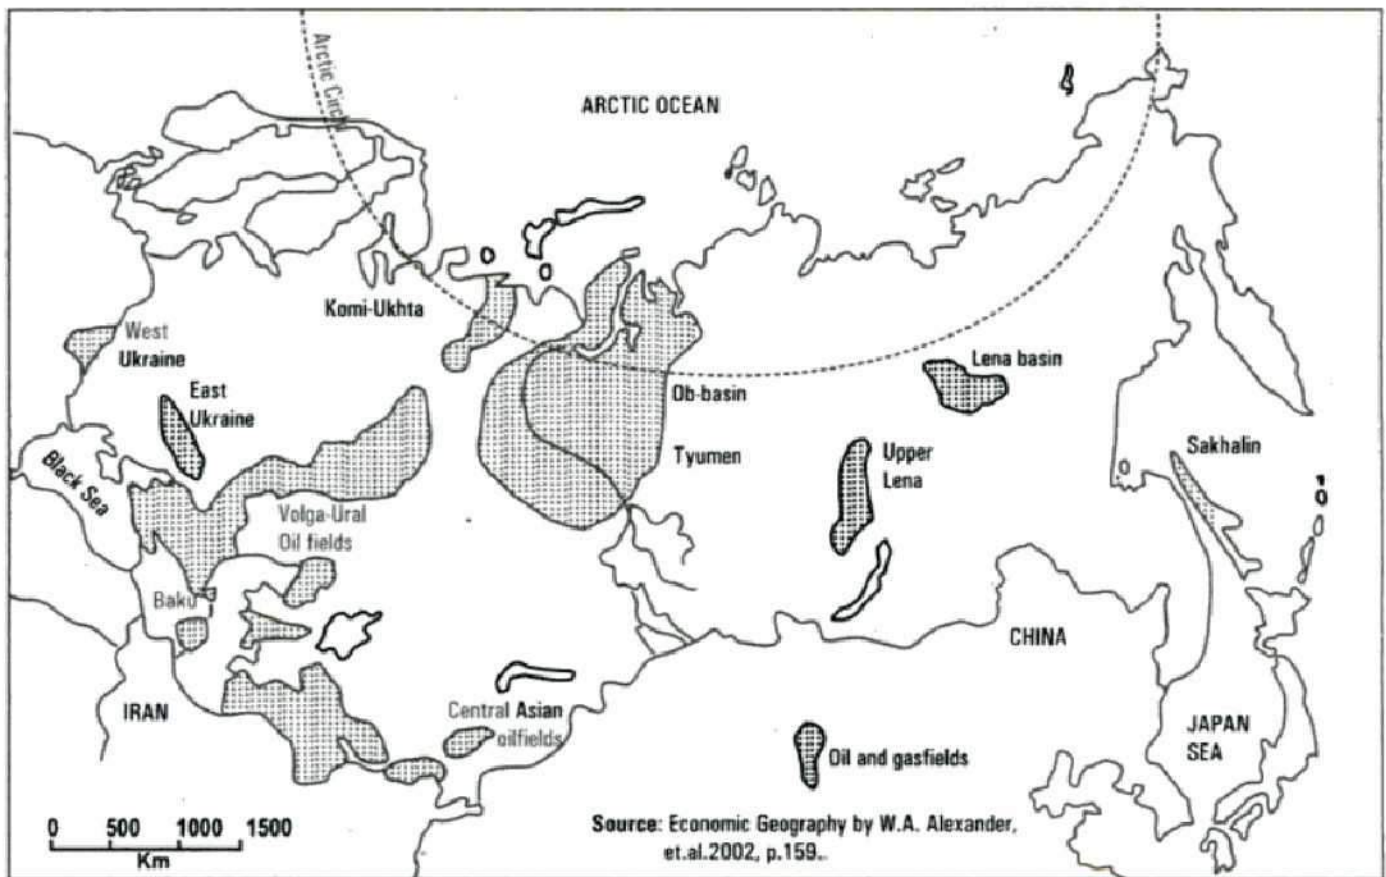 Arctic Circle
ARCTIC OCEAN
Komi-Ukhta
West
Ukraine
East
Ukraine
Black Sea
Volga-Ural
Oil fields
Baku
IRAN
Ob-basin
Tyumen
Lena basin
Upper
Lena
Sakhalin
CHINA
JAPAN
SEA
Central Asian
oilfields
Oil and gasfields
0 500 1000 1500
Km
Source: Economic Geography by W.A. Alexander,
et.al.2002, p.159.